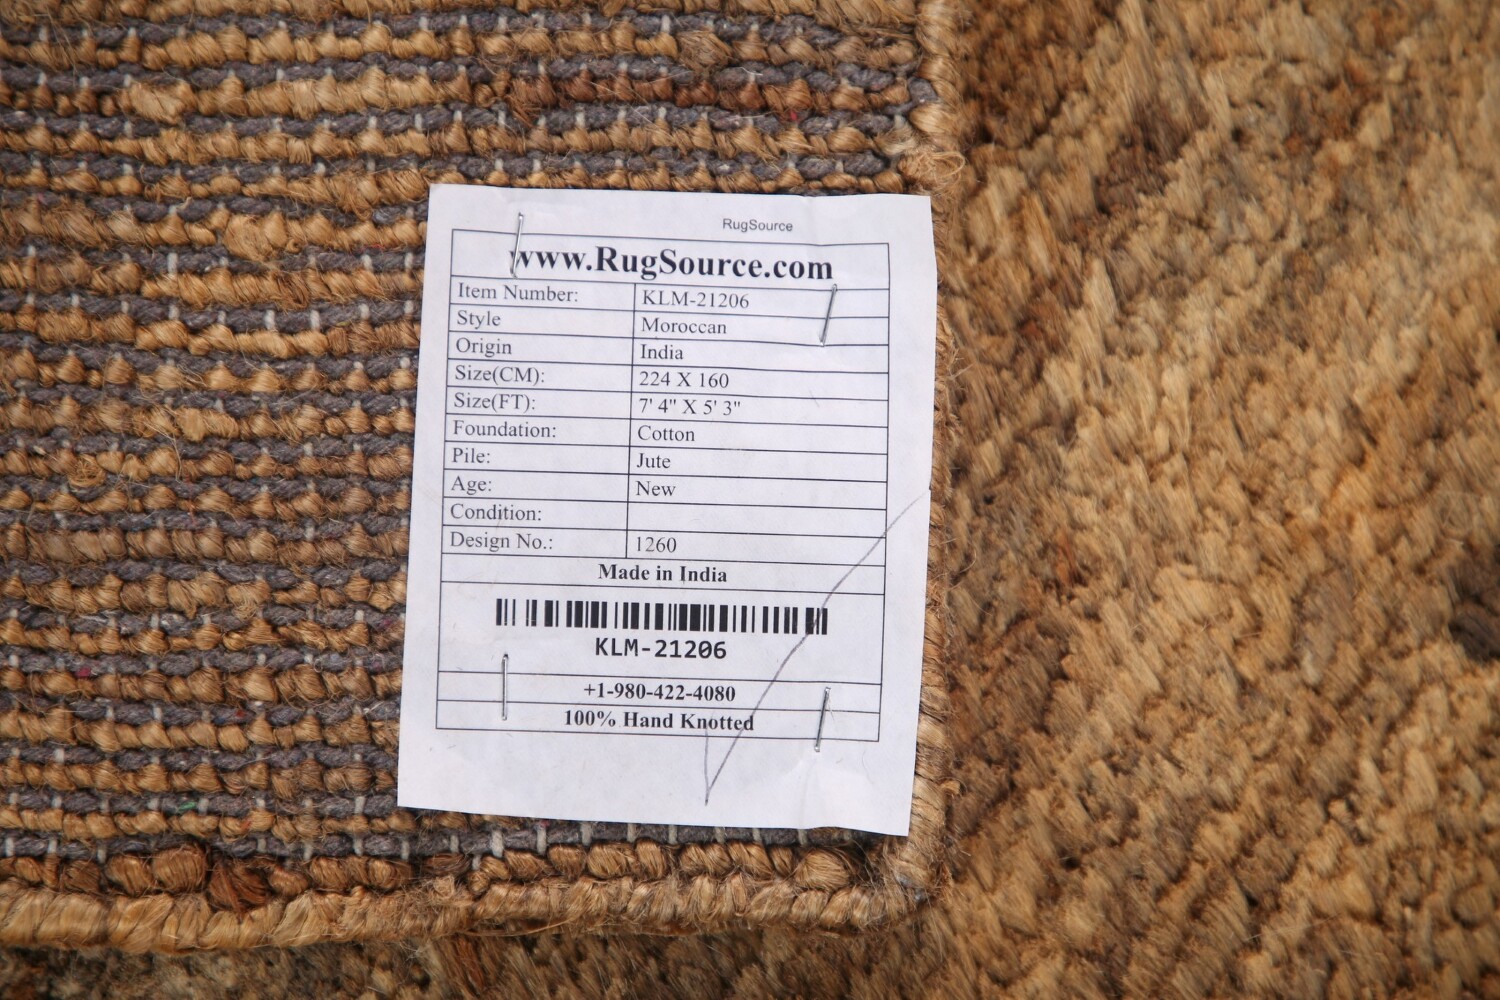 RugSource
www.RugSource.com
Item Number: KLM-21206
Style Moroccan
Origin India
Size(CM): 224 X 160
Size(FT): 7' 4" X 5' 3"
Foundation: Cotton
Pile: Jute
Age: New
Condition:
Design No.: 1260
Made in India
KLM-21206
+1-980-422-4080
100% Hand Knotted